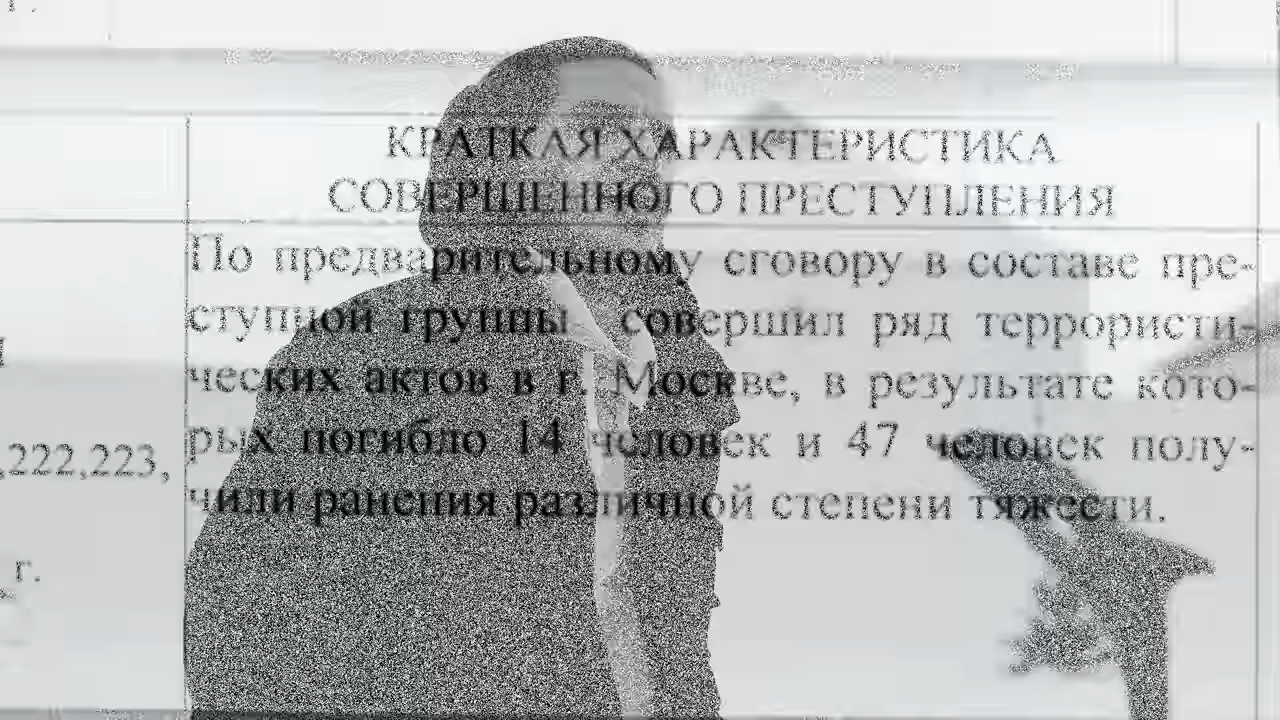 г.
КРАТКАЯ ХАРАКТЕРИСТИКА
СОВЕРШЕННОГО ПРЕСТУПЛЕНИЯ
По предварительному сговору в составе пре-
ступной группы совершил ряд террористи-
ческих актов в г. Москве, в результате кото-
рых погибло 14 человек и 47 человек полу-
,222,223,
чили ранения различной степени тяжести.
г.